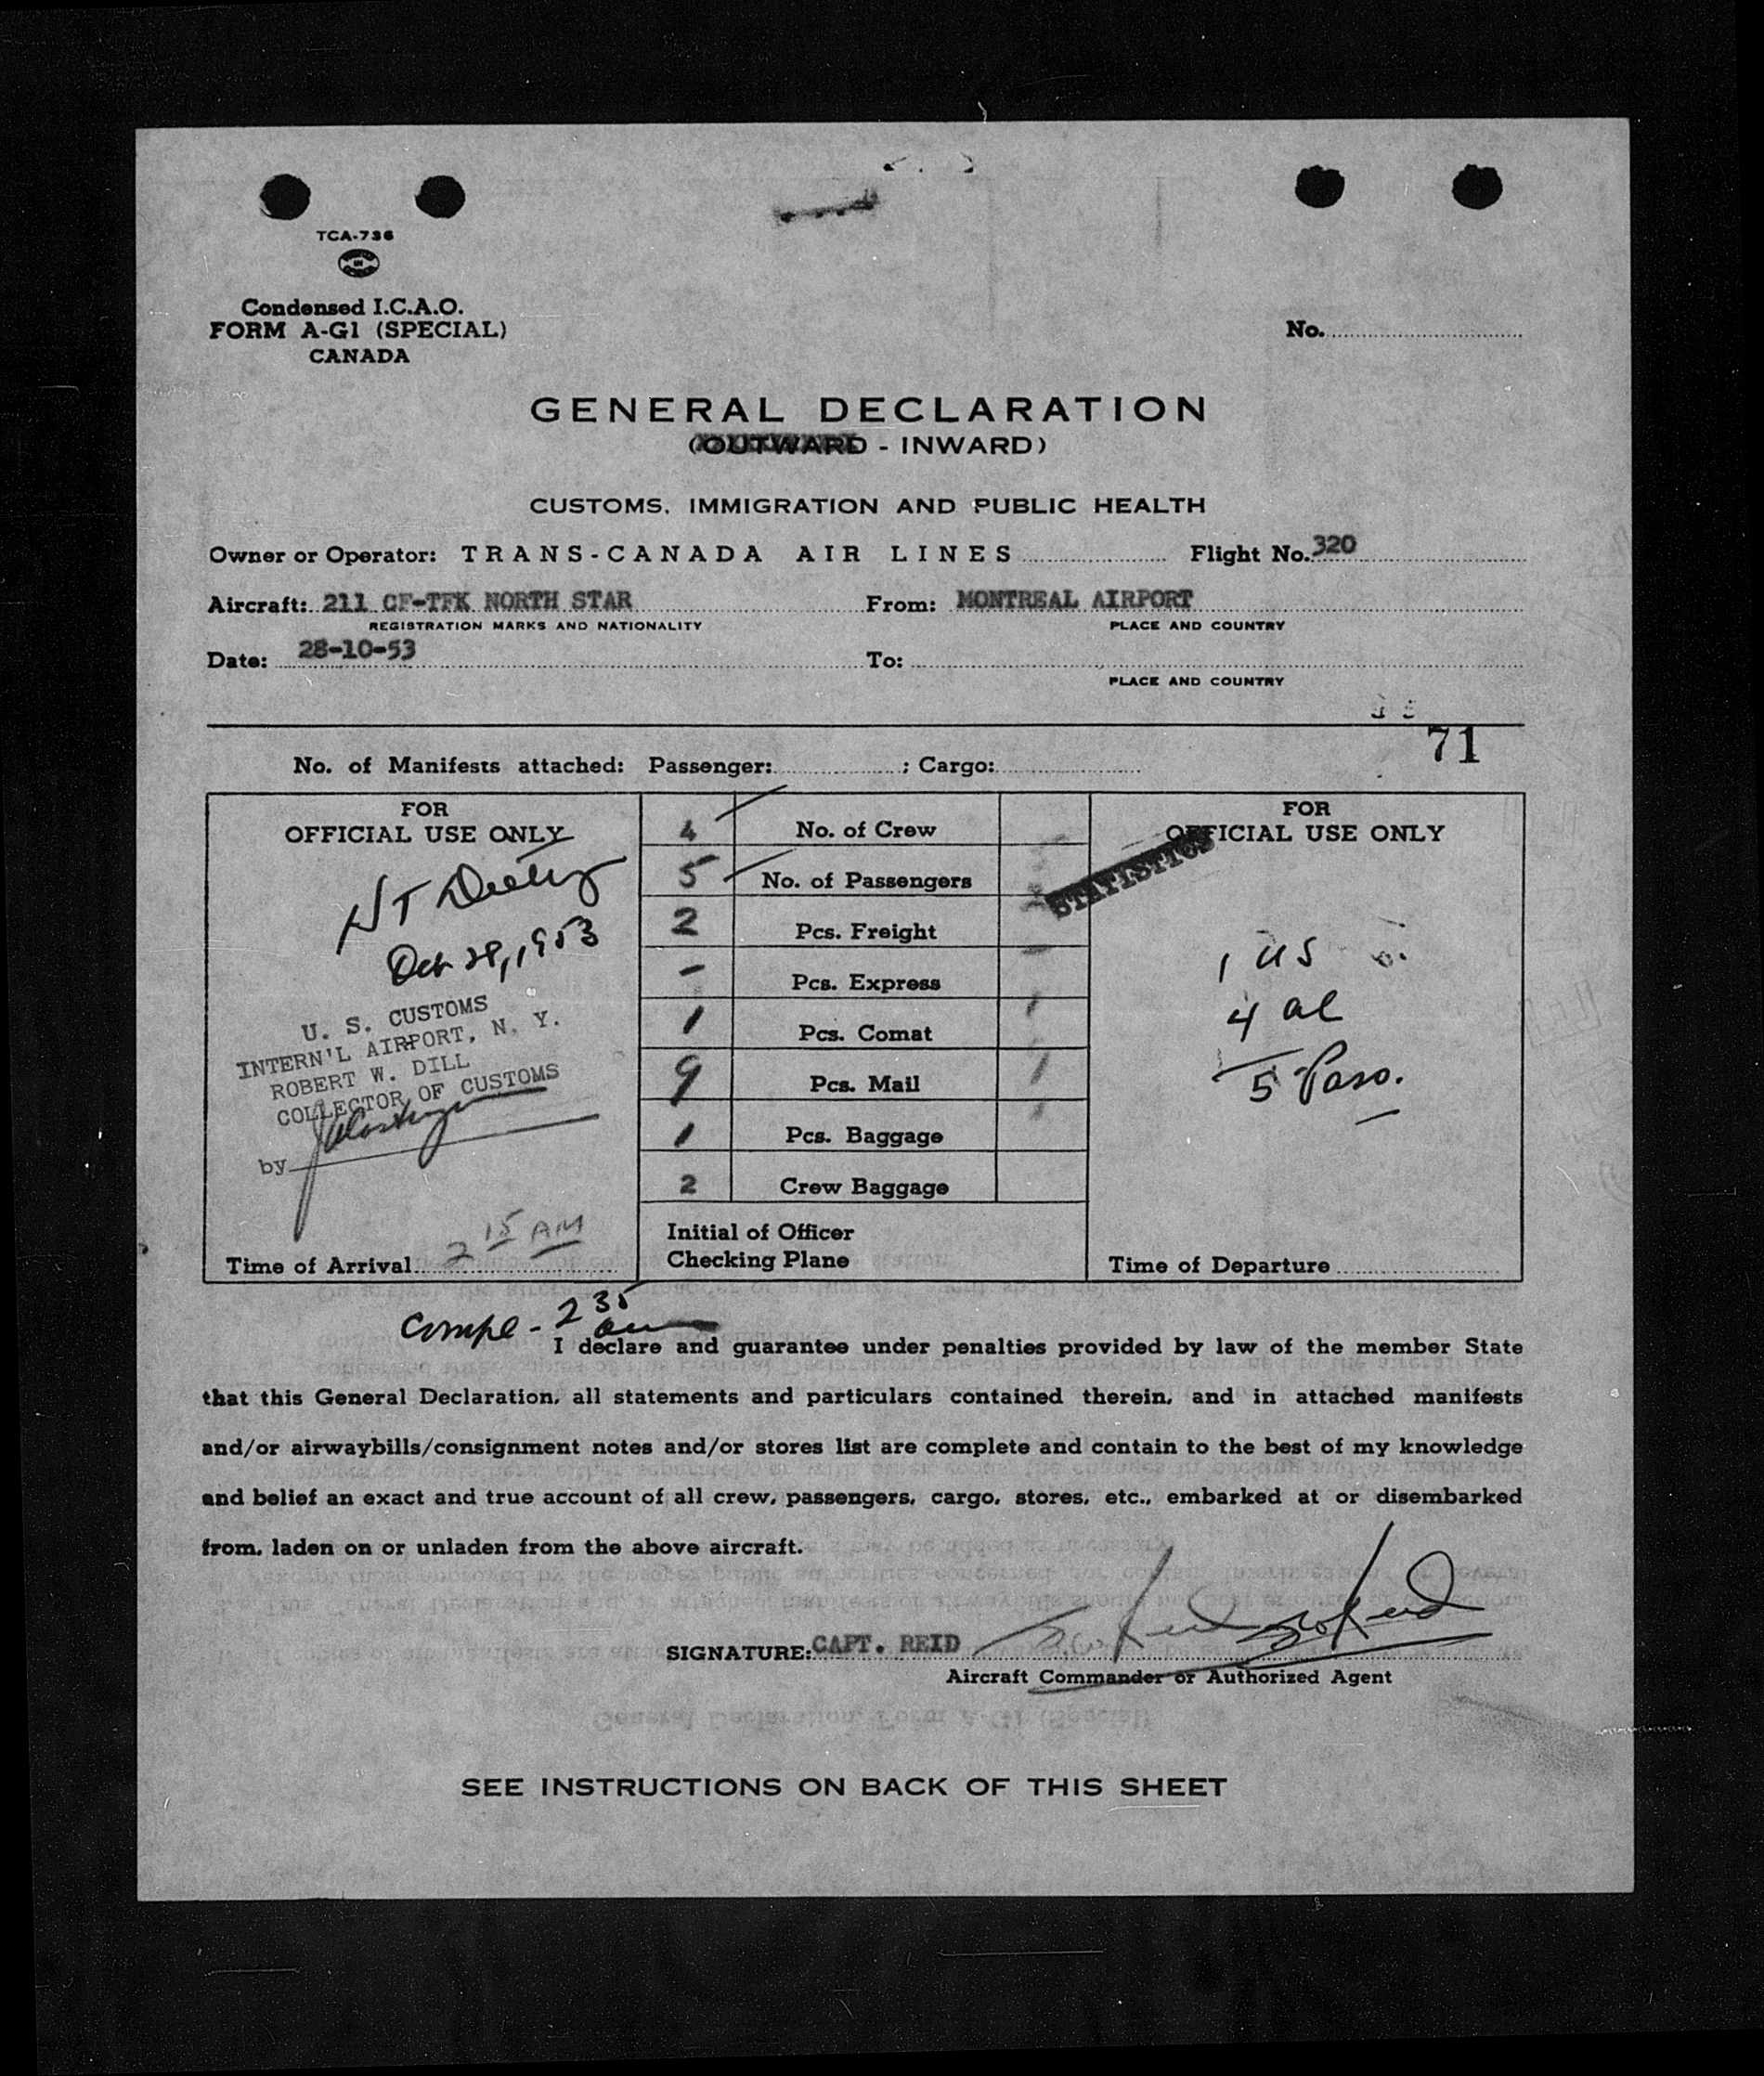 TCA-736
Condensed I.C.A.O.
FORM A-G1 (SPECIAL)
CANADA
No.
GENERAL DECLARATION
(OUTWARD - INWARD)
CUSTOMS, IMMIGRATION AND PUBLIC HEALTH
Owner or Operator: TRANS-CANADA AIR LINES Flight No. 320
Aircraft: 211 CF-TFK NORTH STAR From: MONTREAL AIRPORT
REGISTRATION MARKS AND NATIONALITY PLACE AND COUNTRY
Date: 28-10-53 To:
PLACE AND COUNTRY
71
No. of Manifests attached: Passenger: ; Cargo:
FOR
OFFICIAL USE ONLY
Oct 28, 1953
U. S. CUSTOMS
INTERN'L AIRPORT, N. Y.
ROBERT W. DILL
COLLECTOR OF CUSTOMS
by
Time of Arrival 2 15 AM
4 No. of Crew
5 No. of Passengers
2 Pcs. Freight
- Pcs. Express
1 Pcs. Comat
9 Pcs. Mail
1 Pcs. Baggage
2 Crew Baggage
Initial of Officer
Checking Plane
FOR
OFFICIAL USE ONLY
STATISTICS
1 US
4 al
5 Pass.
Time of Departure
Compl - 2 35
am
I declare and guarantee under penalties provided by law of the member State
that this General Declaration, all statements and particulars contained therein, and in attached manifests
and/or airwaybills/consignment notes and/or stores list are complete and contain to the best of my knowledge
and belief an exact and true account of all crew, passengers, cargo, stores, etc., embarked at or disembarked
from, laden on or unladen from the above aircraft.
SIGNATURE: CAPT. REID
Aircraft Commander or Authorized Agent
SEE INSTRUCTIONS ON BACK OF THIS SHEET